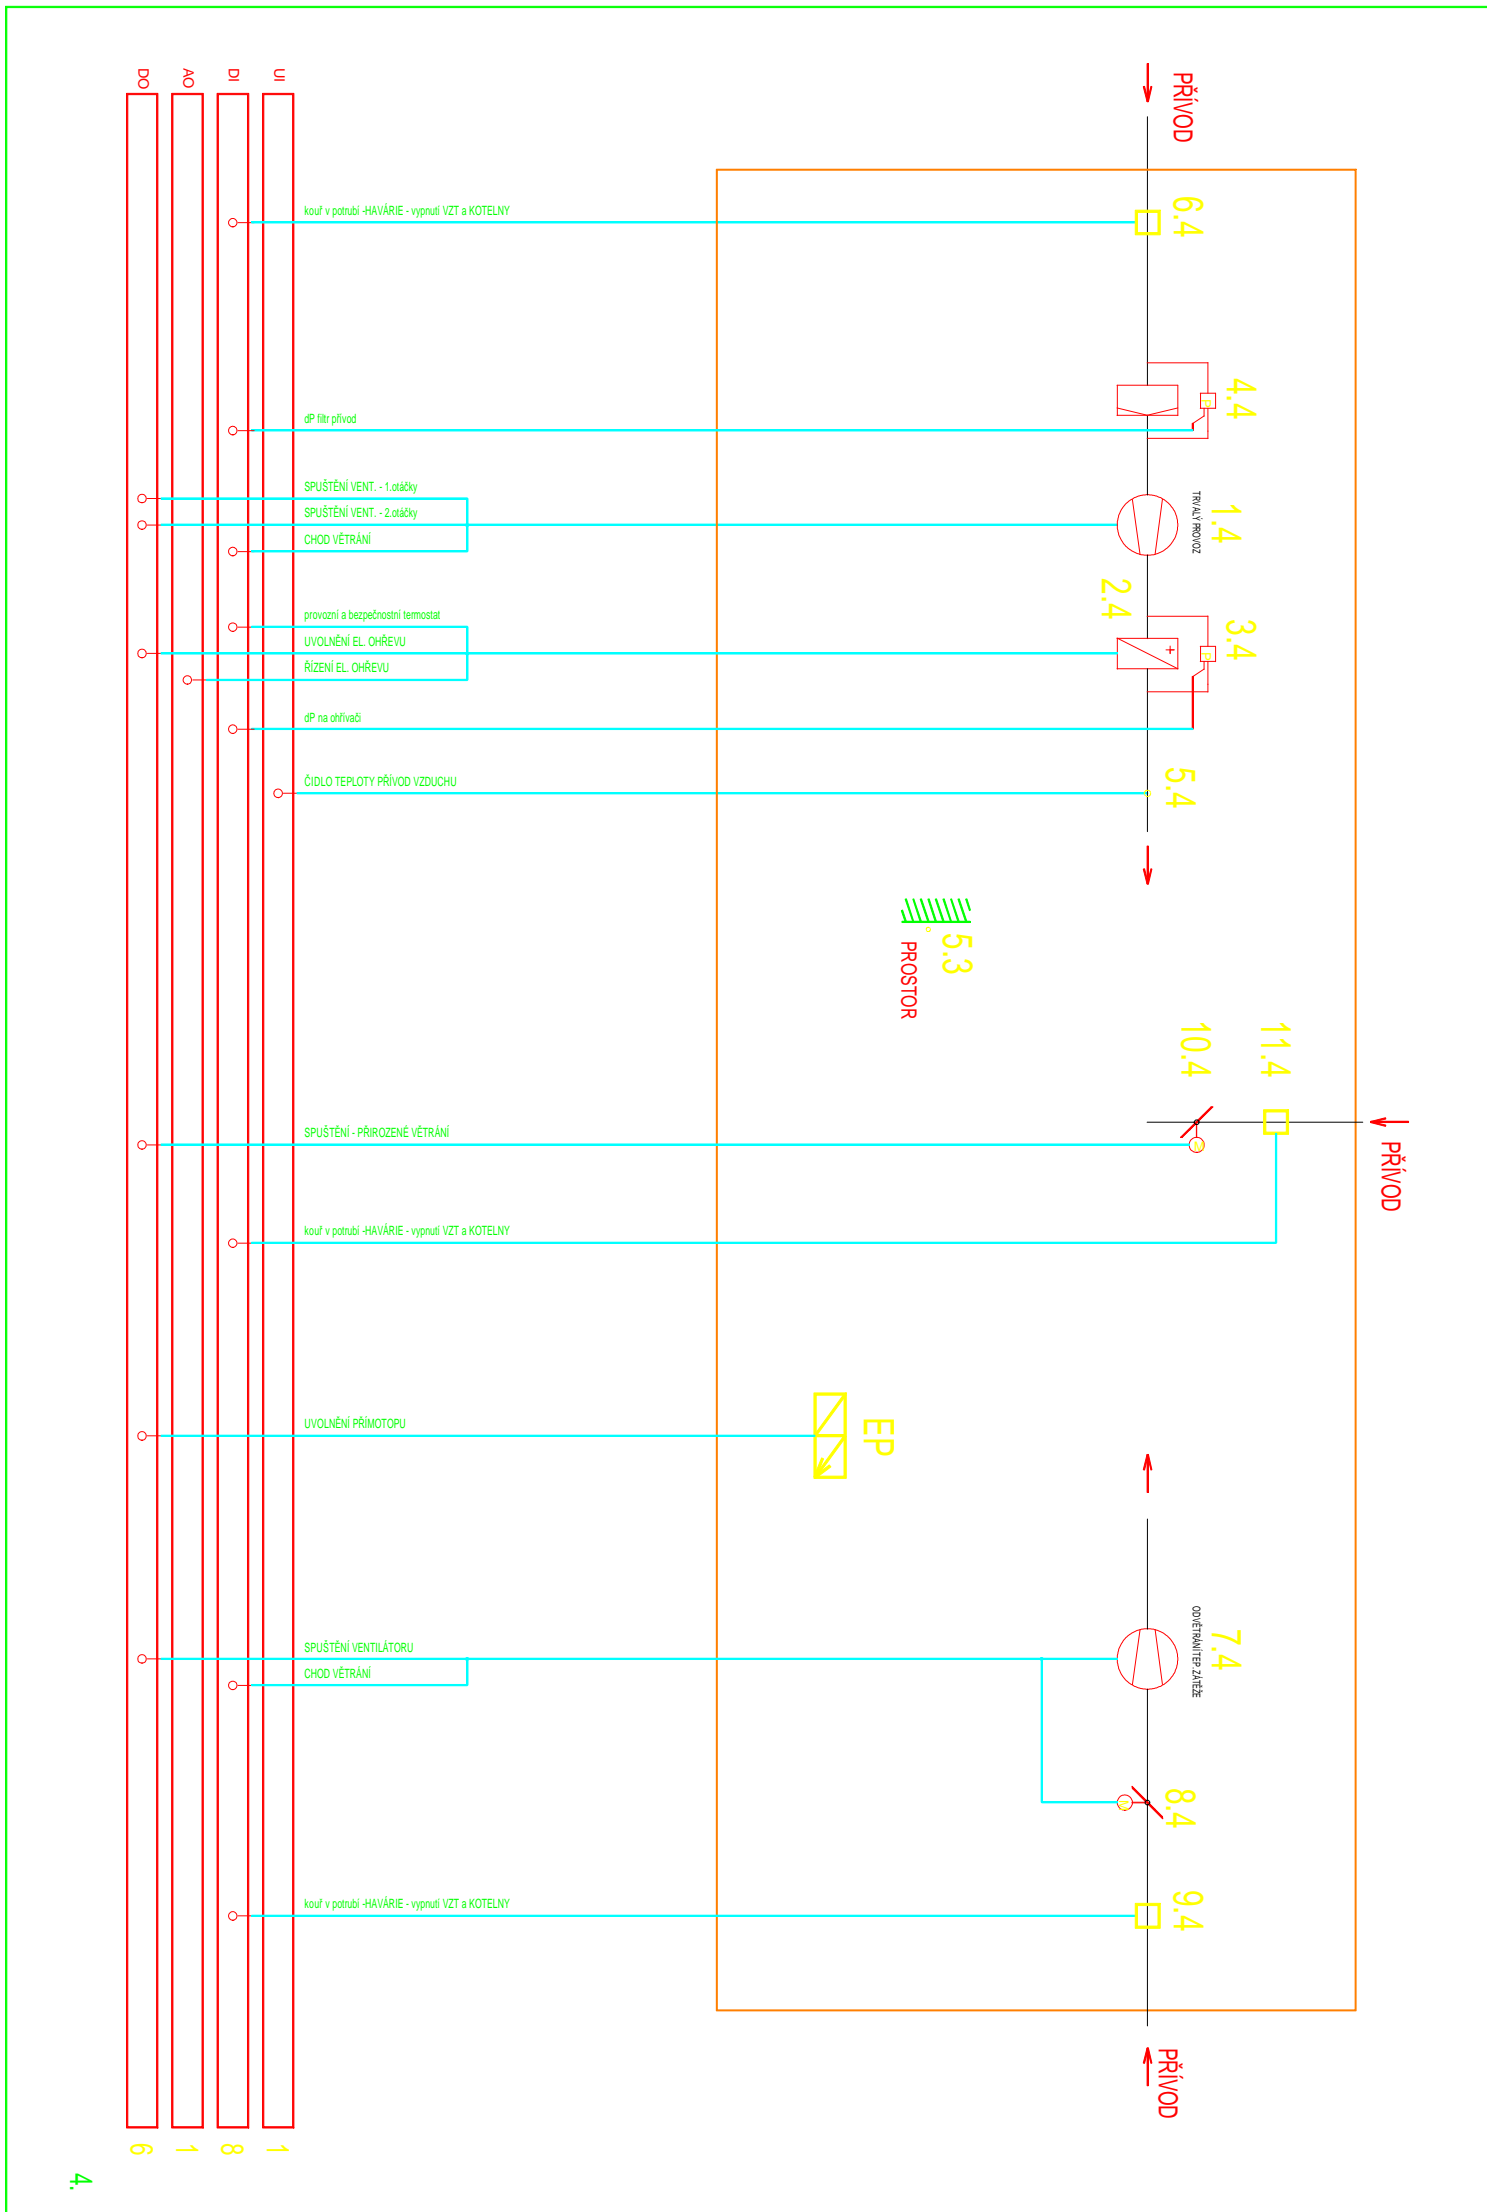 DO
AO
DI
UI
PŘÍVOD
6.4
kouř v potrubí -HAVÁRIE - vypnutí VZT a KOTELNY
4.4
P
dP filtr přívod
SPUŠTĚNÍ VENT. - 1.otáčky
SPUŠTĚNÍ VENT. - 2.otáčky
CHOD VĚTRÁNÍ
TRVALÝ PROVOZ
1.4
2.4
3.4
P
+
provozní a bezpečnostní termostat
UVOLNĚNÍ EL. OHŘEVU
ŘÍZENÍ EL. OHŘEVU
dP na ohřívači
ČIDLO TEPLOTY PŘÍVOD VZDUCHU
5.4
5.3
PROSTOR
10.4
11.4
M
PŘÍVOD
SPUŠTĚNÍ - PŘIROZENÉ VĚTRÁNÍ
kouř v potrubí -HAVÁRIE - vypnutí VZT a KOTELNY
UVOLNĚNÍ PŘÍMOTOPU
EP
SPUŠTĚNÍ VENTILÁTORU
CHOD VĚTRÁNÍ
ODVĚTRÁNÍ TEP. ZÁTĚŽE
7.4
8.4
M
9.4
kouř v potrubí -HAVÁRIE - vypnutí VZT a KOTELNY
PŘÍVOD
6
1
8
1
4.